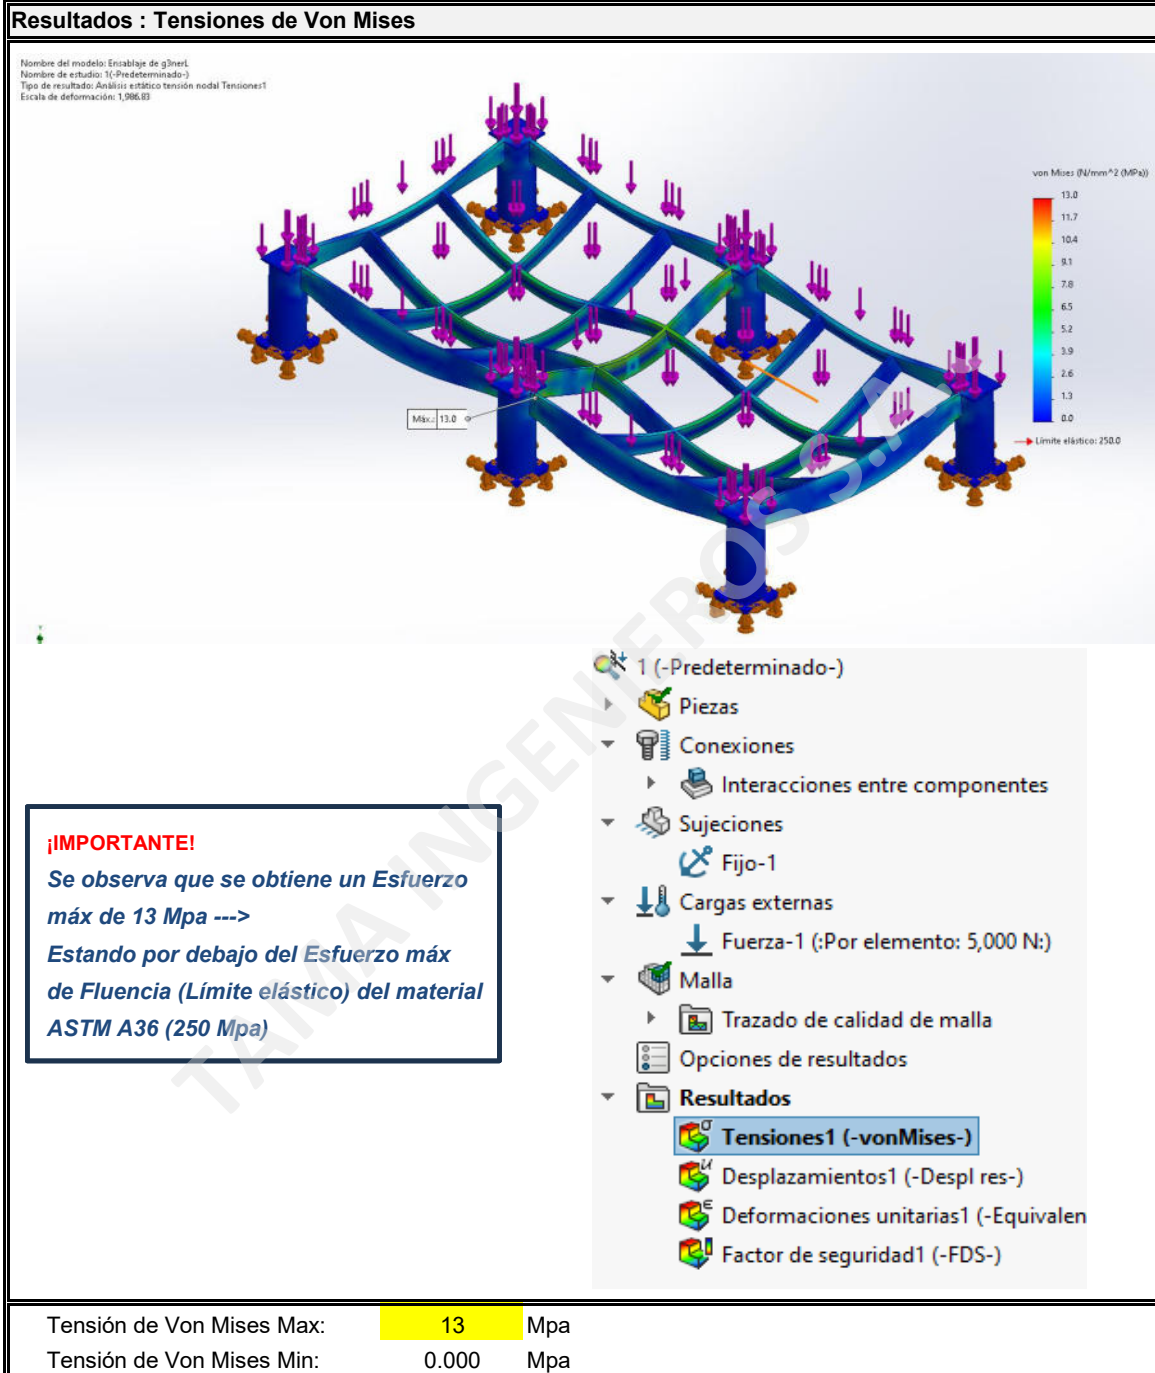 Resultados : Tensiones de Von Mises
Nombre del modelo: Ensablaje de g3nerL
Nombre de estudio: 1(-Predeterminado-)
Tipo de resultado: Análisis estático tensión nodal Tensiones1
Escala de deformación: 1,986.83
von Mises (N/mm^2 (MPa))
13.0
11.7
10.4
9.1
7.8
6.5
5.2
3.9
2.6
1.3
0.0
Límite elástico: 250.0
Máx.: 13.0
1 (-Predeterminado-)
Piezas
Conexiones
Interacciones entre componentes
Sujeciones
Fijo-1
Cargas externas
Fuerza-1 (:Por elemento: 5,000 N:)
Malla
Trazado de calidad de malla
Opciones de resultados
Resultados
Tensiones1 (-vonMises-)
Desplazamientos1 (-Despl res-)
Deformaciones unitarias1 (-Equivalen
Factor de seguridad1 (-FDS-)
¡IMPORTANTE!
Se observa que se obtiene un Esfuerzo
máx de 13 Mpa --->
Estando por debajo del Esfuerzo máx
de Fluencia (Límite elástico) del material
ASTM A36 (250 Mpa)
TAMA INGENIEROS S.A.
Tensión de Von Mises Max: 13 Mpa
Tensión de Von Mises Min: 0.000 Mpa